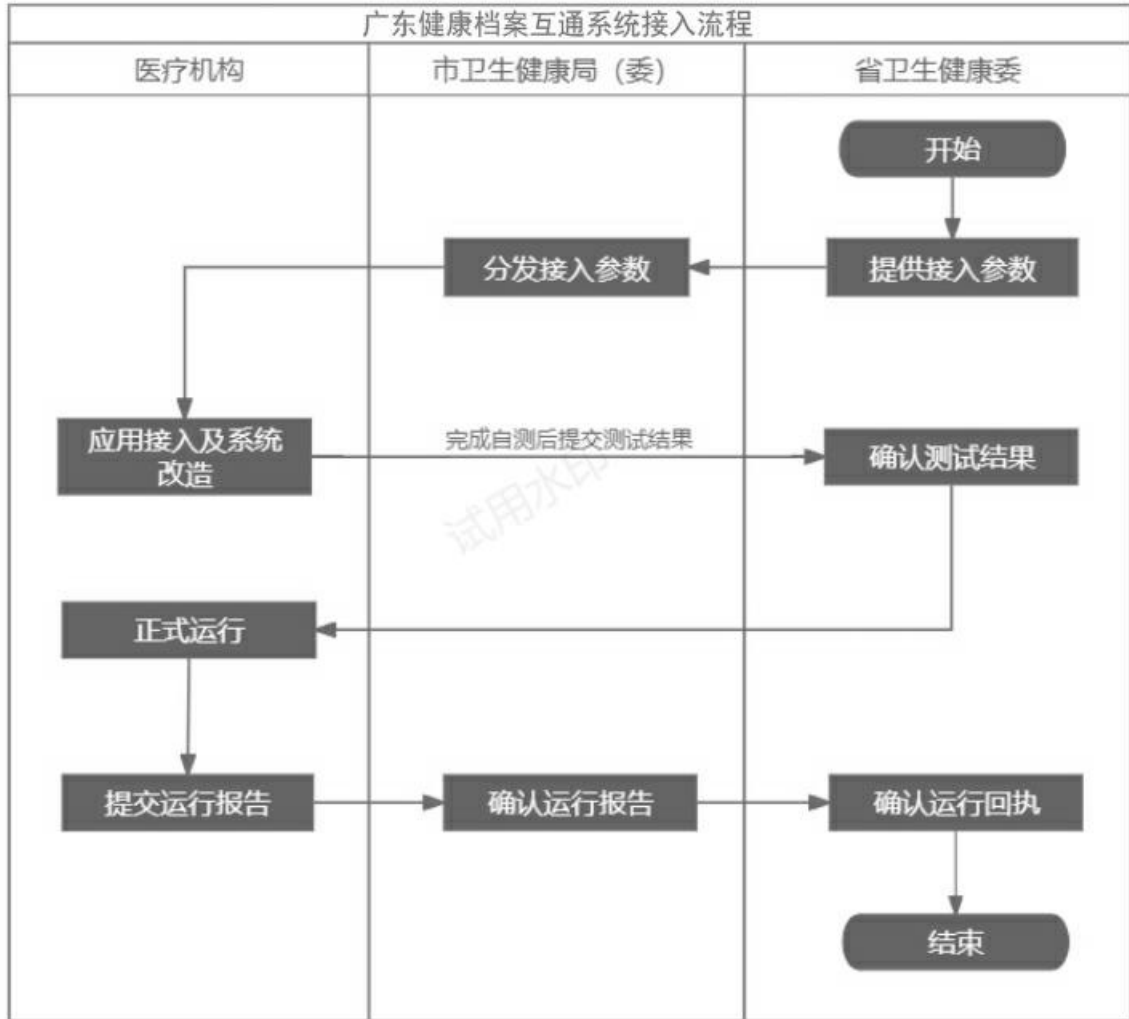 广东健康档案互通系统接入流程
医疗机构
市卫生健康局（委）
省卫生健康委
开始
分发接入参数
提供接入参数
应用接入及系统
改造
完成自测后提交测试结果
确认测试结果
试用水印
正式运行
提交运行报告
确认运行报告
确认运行回执
结束